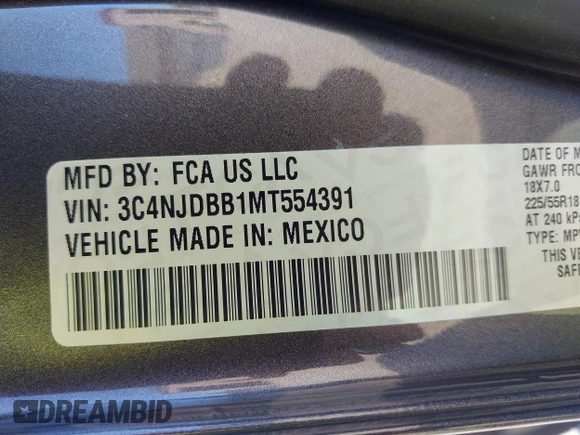 MFD BY: FCA US LLC
VIN: 3C4NJDBB1MT554391
VEHICLE MADE IN: MEXICO
DATE OF M
GAWR FRO
18X7.0
225/55R18
AT 240 kP
TYPE: MP
THIS VE
SAFE
DREAMBID